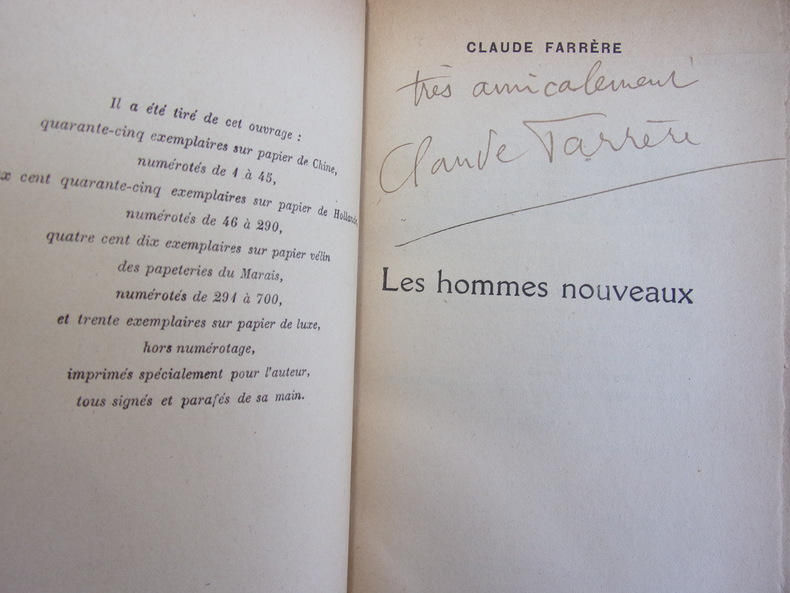 Il a été tiré de cet ouvrage :
quarante-cinq exemplaires sur papier de Chine,
numérotés de 1 à 45,
x cent quarante-cinq exemplaires sur papier de Hollande,
numérotés de 46 à 290,
quatre cent dix exemplaires sur papier vélin
des papeteries du Marais,
numérotés de 291 à 700,
et trente exemplaires sur papier de luxe,
hors numérotage,
imprimés spécialement pour l'auteur,
tous signés et parafés de sa main.
CLAUDE FARRÈRE
très amicalement
Claude Farrère
Les hommes nouveaux